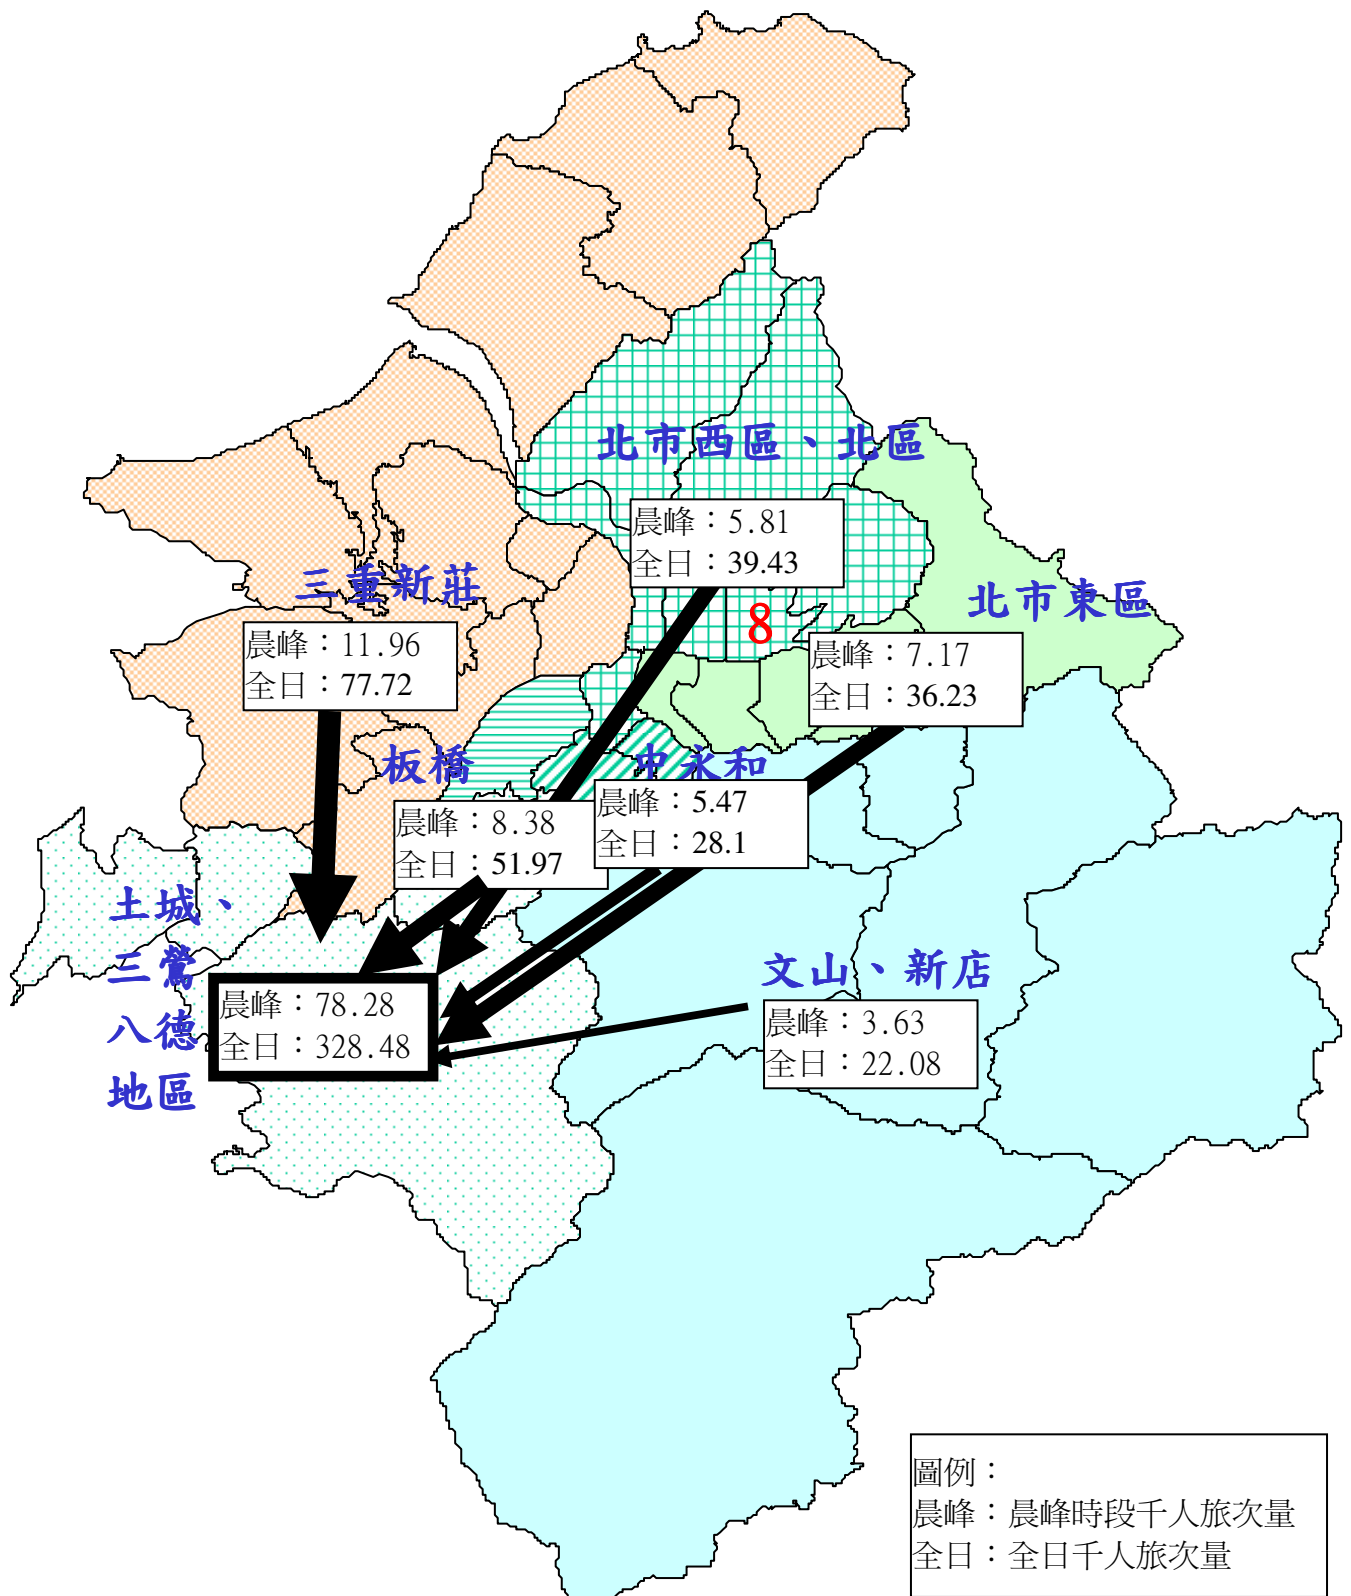 北市西區、北區
晨峰：5.81
全日：39.43
三重新莊
北市東區
8
晨峰：11.96
全日：77.72
晨峰：7.17
全日：36.23
板橋
中永和
晨峰：8.38
全日：51.97
晨峰：5.47
全日：28.1
土城、
三鶯
八德
地區
文山、新店
晨峰：78.28
全日：328.48
晨峰：3.63
全日：22.08
圖例：
晨峰：晨峰時段千人旅次量
全日：全日千人旅次量